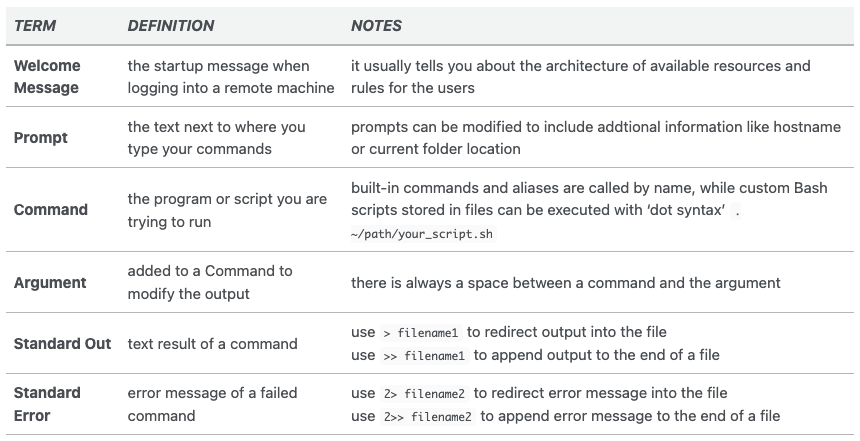 TERM DEFINITION NOTES
Welcome Message
the startup message when
logging into a remote machine
it usually tells you about the architecture of available resources and
rules for the users
Prompt
the text next to where you
type your commands
prompts can be modified to include addtional information like hostname
or current folder location
Command
the program or script you are
trying to run
built-in commands and aliases are called by name, while custom Bash
scripts stored in files can be executed with ‘dot syntax’ .
~/path/your_script.sh
Argument
added to a Command to
modify the output
there is always a space between a command and the argument
Standard Out
text result of a command
use > filename1 to redirect output into the file
use >> filename1 to append output to the end of a file
Standard
Error
error message of a failed
command
use 2> filename2 to redirect error message into the file
use 2>> filename2 to append error message to the end of a file